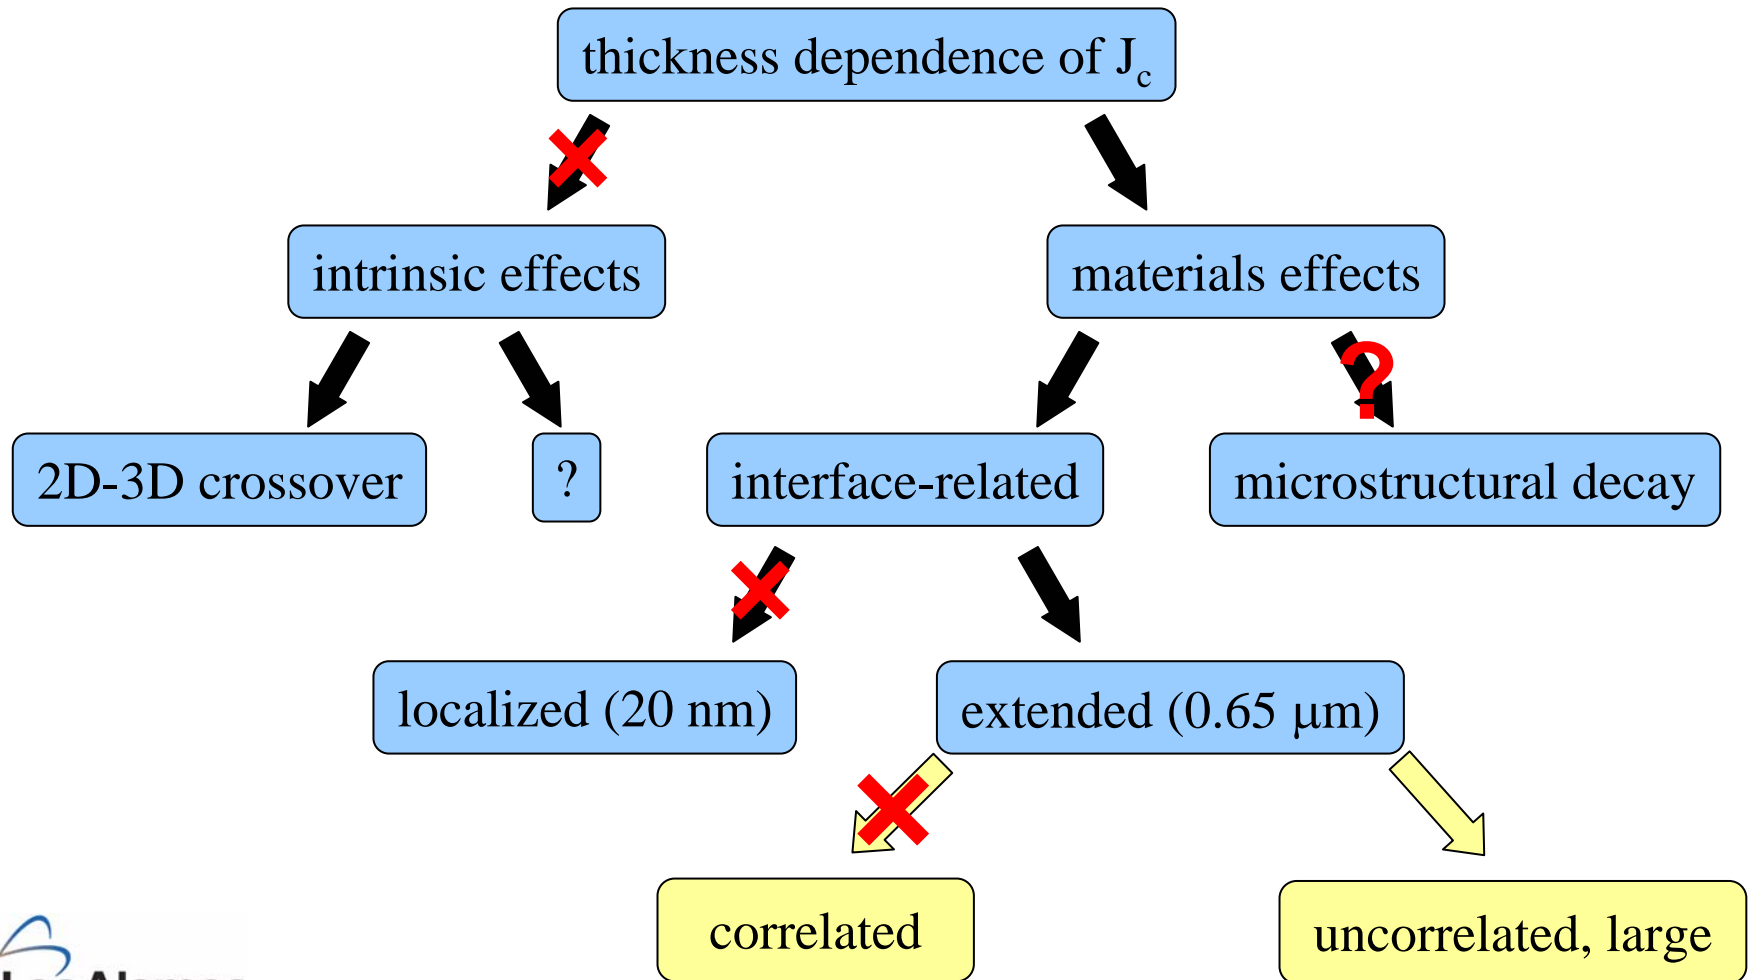 thickness dependence of Jc
intrinsic effects
materials effects
?
2D-3D crossover
?
interface-related
microstructural decay
localized (20 nm)
extended (0.65 μm)
correlated
uncorrelated, large